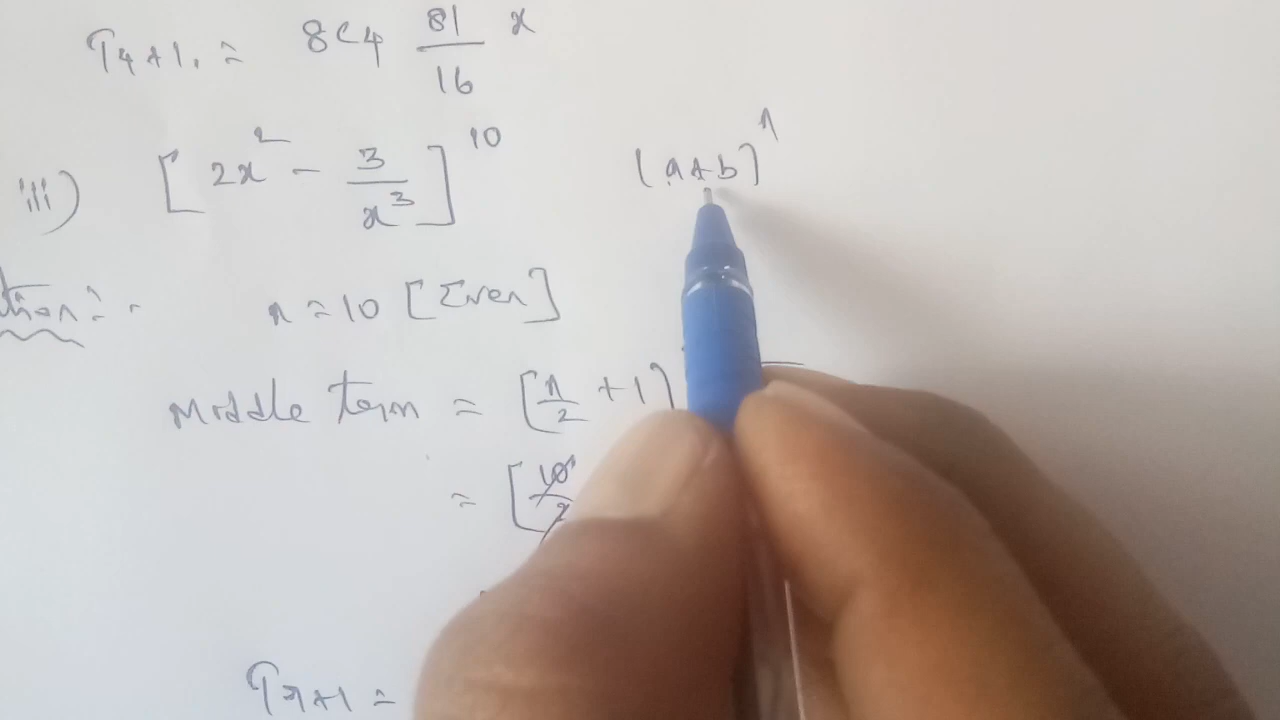 T4+1. = 8C4 81/16 x
iii) [2x² - 3/x³]^10
(a+b)^n
tion:- n = 10 [Even]
Middle term = [n/2 + 1]
= [10/2
Tr+1 =